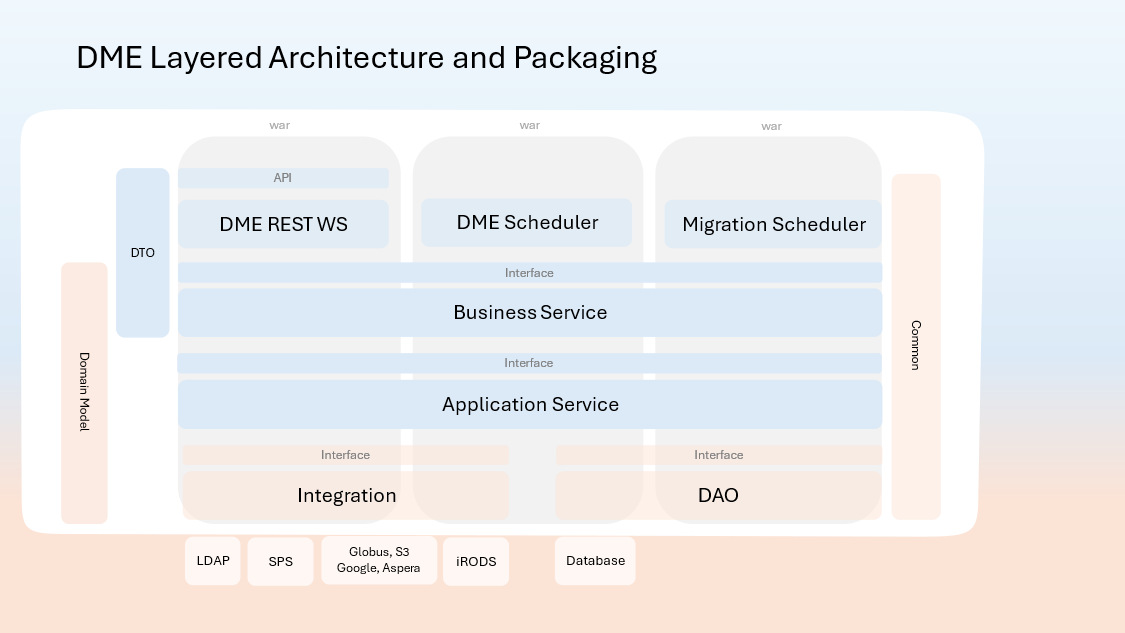 DME Layered Architecture and Packaging
war
war
war
API
DME REST WS
DME Scheduler
Migration Scheduler
DTO
Interface
Business Service
Domain Model
Common
Interface
Application Service
Interface
Interface
Integration
DAO
LDAP
SPS
Globus, S3
Google, Aspera
iRODS
Database